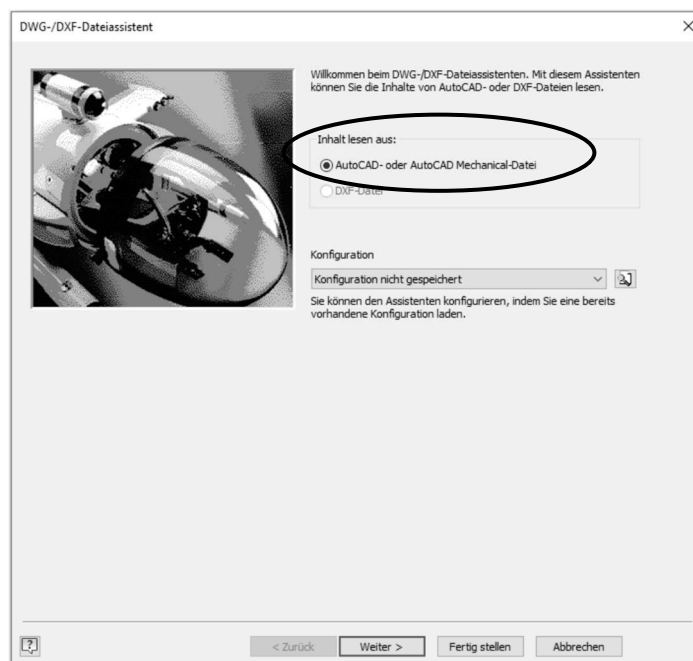 DWG-/DXF-Dateiassistent
Willkommen beim DWG-/DXF-Dateiassistenten. Mit diesem Assistenten
können Sie die Inhalte von AutoCAD- oder DXF-Dateien lesen.
Inhalt lesen aus:
AutoCAD- oder AutoCAD Mechanical-Datei
DXF-Datei
Konfiguration
Konfiguration nicht gespeichert
Sie können den Assistenten konfigurieren, indem Sie eine bereits
vorhandene Konfiguration laden.
?
< Zurück Weiter > Fertig stellen Abbrechen